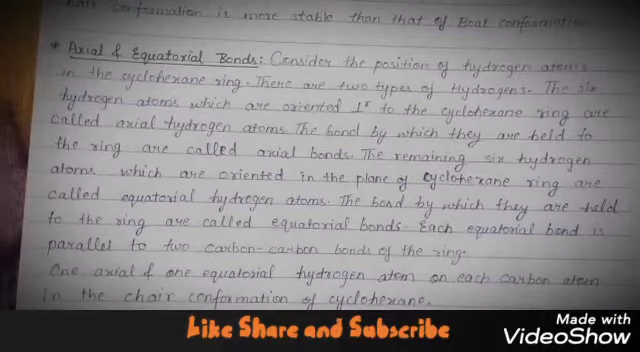 chair conformation is more stable than that of Boat conformation
* Axial & Equatorial Bonds: Consider the position of hydrogen atoms
in the cyclohexane ring. There are two types of Hydrogens. The six
hydrogen atoms which are oriented Ir to the cyclohexane ring are
called axial hydrogen atoms. The bond by which they are held to
the ring are called axial bonds. The remaining six hydrogen
atoms which are oriented in the plane of cyclohexane ring are
called equatorial hydrogen atoms. The bond by which they are held
to the ring are called equatorial bonds. Each equatorial bond is
parallel to two carbon-carbon bonds of the ring.
One axial & one equatorial hydrogen atom on each carbon atom
in the chair conformation of cyclohexane.
Like Share and Subscribe
Made with
VideoShow